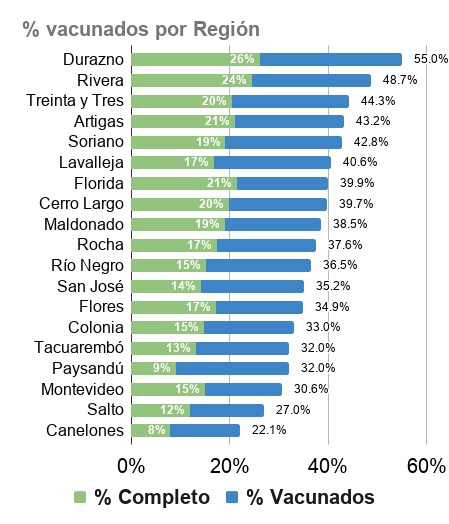 % vacunados por Región
Durazno 26% 55.0%
Rivera 24% 48.7%
Treinta y Tres 20% 44.3%
Artigas 21% 43.2%
Soriano 19% 42.8%
Lavalleja 17% 40.6%
Florida 21% 39.9%
Cerro Largo 20% 39.7%
Maldonado 19% 38.5%
Rocha 17% 37.6%
Río Negro 15% 36.5%
San José 14% 35.2%
Flores 17% 34.9%
Colonia 15% 33.0%
Tacuarembó 13% 32.0%
Paysandú 9% 32.0%
Montevideo 15% 30.6%
Salto 12% 27.0%
Canelones 8% 22.1%
0% 20% 40% 60%
% Completo % Vacunados